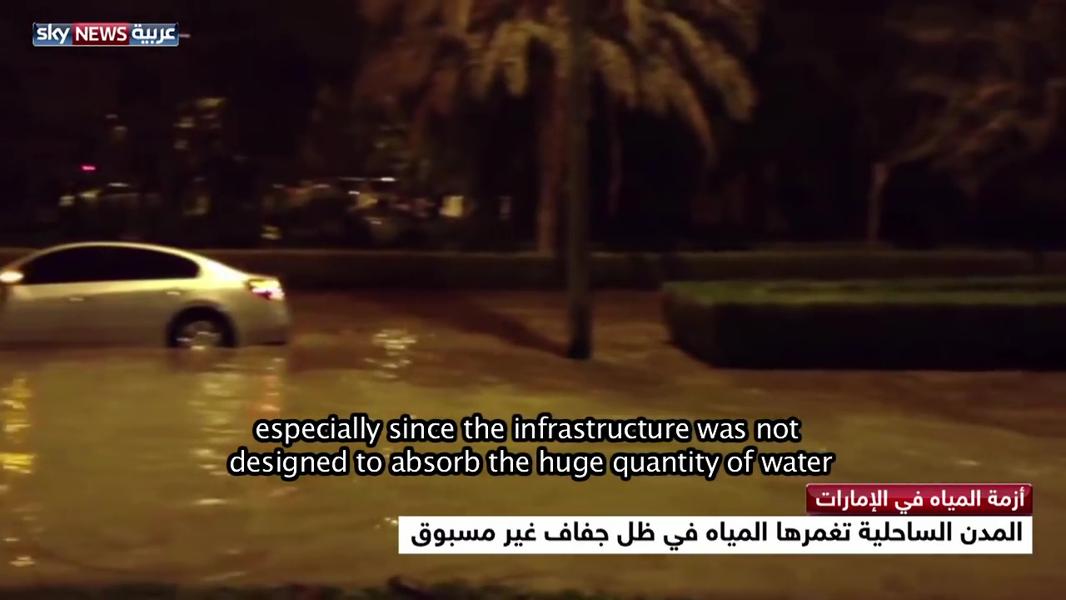 sky NEWS عربية
especially since the infrastructure was not
designed to absorb the huge quantity of water
أزمة المياه في الإمارات
المدن الساحلية تغمرها المياه في ظل جفاف غير مسبوق